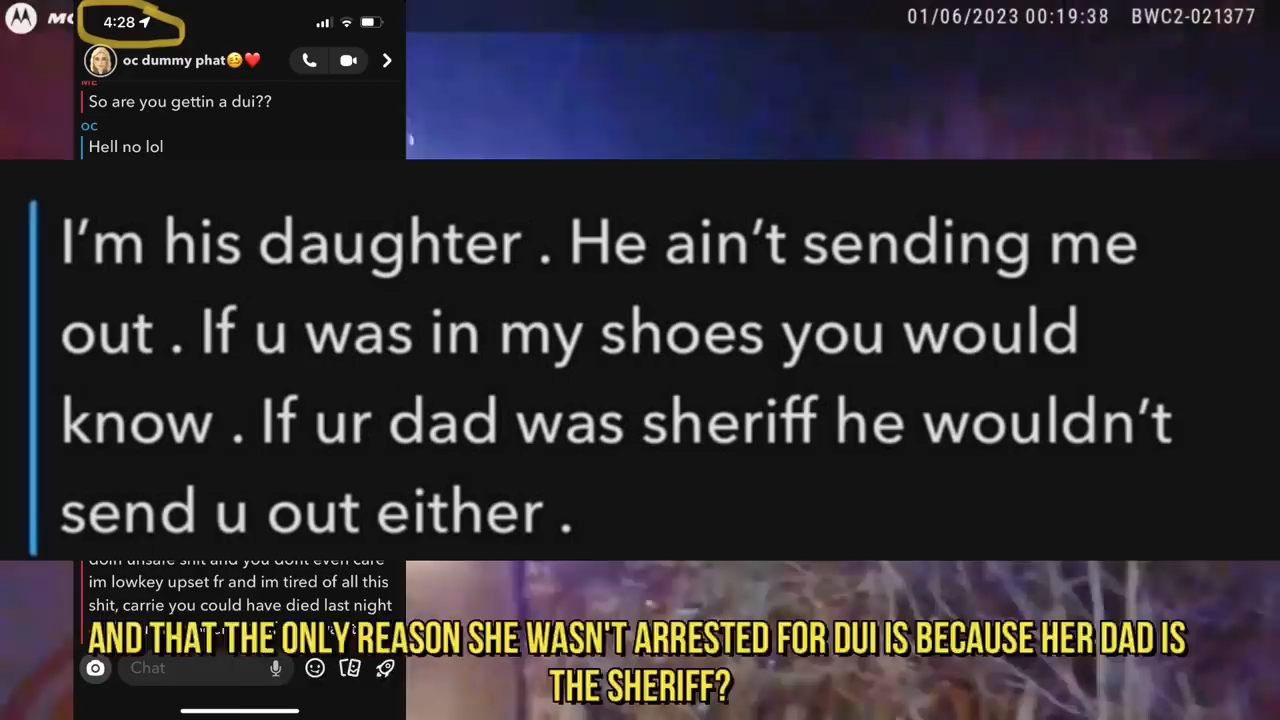 01/06/2023 00:19:38 BWC2-021377
4:28
oc dummy phat🤕❤️
ME
So are you gettin a dui??
OC
Hell no lol
I'm his daughter . He ain't sending me
out . If u was in my shoes you would
know . If ur dad was sheriff he wouldn't
send u out either .
doin unsafe shit and you dont even care
im lowkey upset fr and im tired of all this
shit, carrie you could have died last night
AND THAT THE ONLY REASON SHE WASN'T ARRESTED FOR DUI IS BECAUSE HER DAD IS
THE SHERIFF?
Chat